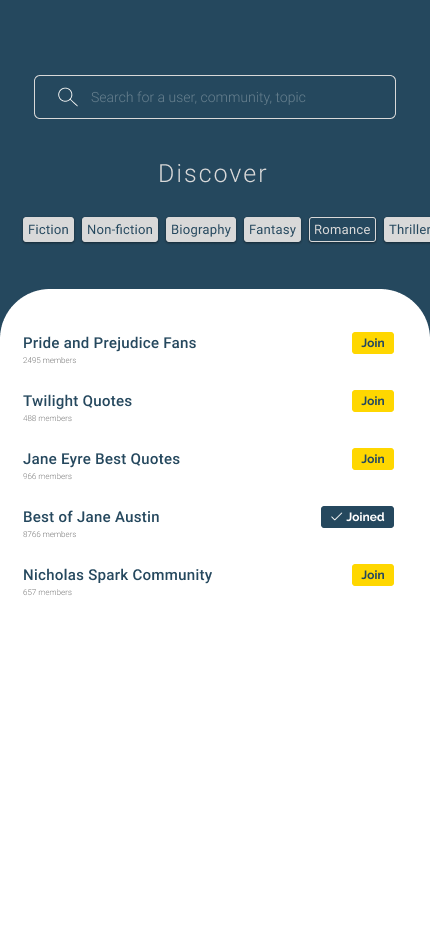 Search for a user, community, topic
Discover
Fiction Non-fiction Biography Fantasy Romance Thriller
Pride and Prejudice Fans Join
2495 members
Twilight Quotes Join
488 members
Jane Eyre Best Quotes Join
966 members
Best of Jane Austin Joined
8766 members
Nicholas Spark Community Join
657 members